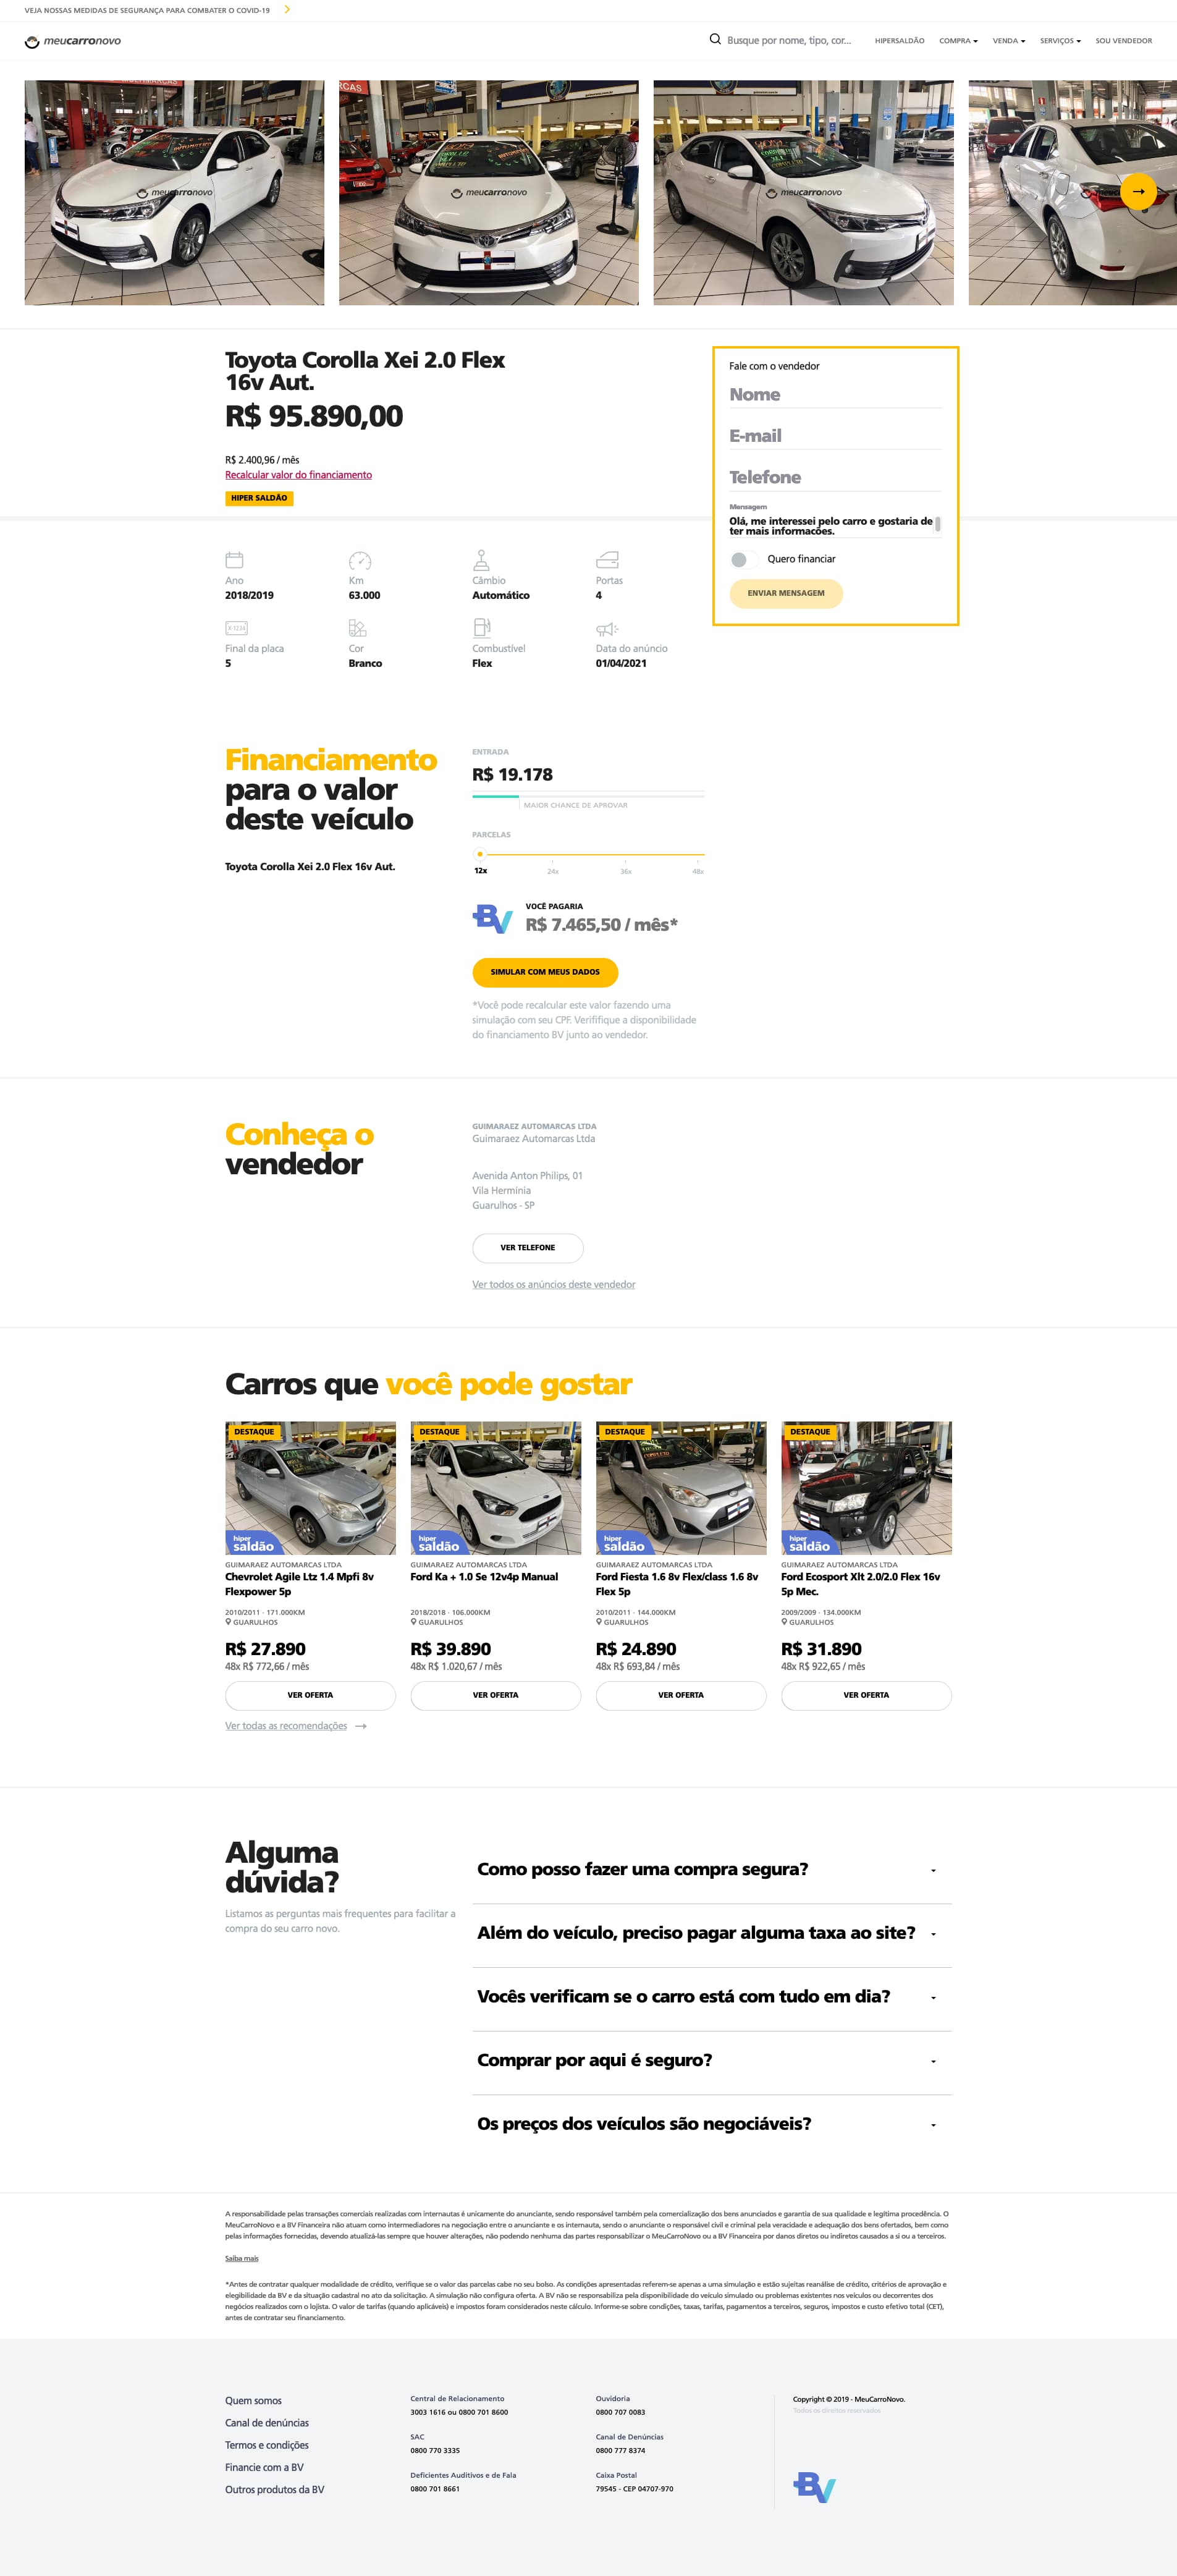 VEJA NOSSAS MEDIDAS DE SEGURANÇA PARA COMBATER O COVID-19
meucarronovo
Busque por nome, tipo, cor...
HIPERSALDÃO
COMPRA
VENDA
SERVIÇOS
SOU VENDEDOR
meucarronovo
meucarronovo
meucarronovo
Toyota Corolla Xei 2.0 Flex
16v Aut.
R$ 95.890,00
R$ 2.400,96 / mês
Recalcular valor do financiamento
HIPER SALDÃO
Fale com o vendedor
Nome
E-mail
Telefone
Mensagem
Olá, me interessei pelo carro e gostaria de
ter mais informacões.
Quero financiar
ENVIAR MENSAGEM
Ano
2018/2019
Km
63.000
Câmbio
Automático
Portas
4
Final da placa
5
Cor
Branco
Combustível
Flex
Data do anúncio
01/04/2021
Financiamento
para o valor
deste veículo
Toyota Corolla Xei 2.0 Flex 16v Aut.
ENTRADA
R$ 19.178
MAIOR CHANCE DE APROVAR
PARCELAS
12x
24x
36x
48x
BV
VOCÊ PAGARIA
R$ 7.465,50 / mês*
SIMULAR COM MEUS DADOS
*Você pode recalcular este valor fazendo uma
simulação com seu CPF. Verififique a disponibilidade
do financiamento BV junto ao vendedor.
Conheça o
vendedor
GUIMARAEZ AUTOMARCAS LTDA
Guimaraez Automarcas Ltda
Avenida Anton Philips, 01
Vila Hermínia
Guarulhos - SP
VER TELEFONE
Ver todos os anúncios deste vendedor
Carros que você pode gostar
DESTAQUE
hiper
saldão
GUIMARAEZ AUTOMARCAS LTDA
Chevrolet Agile Ltz 1.4 Mpfi 8v
Flexpower 5p
2010/2011 · 171.000KM
GUARULHOS
R$ 27.890
48x R$ 772,66 / mês
VER OFERTA
DESTAQUE
hiper
saldão
GUIMARAEZ AUTOMARCAS LTDA
Ford Ka + 1.0 Se 12v4p Manual
2018/2018 · 106.000KM
GUARULHOS
R$ 39.890
48x R$ 1.020,67 / mês
VER OFERTA
DESTAQUE
hiper
saldão
GUIMARAEZ AUTOMARCAS LTDA
Ford Fiesta 1.6 8v Flex/class 1.6 8v
Flex 5p
2010/2011 · 144.000KM
GUARULHOS
R$ 24.890
48x R$ 693,84 / mês
VER OFERTA
DESTAQUE
hiper
saldão
GUIMARAEZ AUTOMARCAS LTDA
Ford Ecosport Xlt 2.0/2.0 Flex 16v
5p Mec.
2009/2009 · 134.000KM
GUARULHOS
R$ 31.890
48x R$ 922,65 / mês
VER OFERTA
Ver todas as recomendações
Alguma
dúvida?
Listamos as perguntas mais frequentes para facilitar a
compra do seu carro novo.
Como posso fazer uma compra segura?
Além do veículo, preciso pagar alguma taxa ao site?
Vocês verificam se o carro está com tudo em dia?
Comprar por aqui é seguro?
Os preços dos veículos são negociáveis?
A responsabilidade pelas transações comerciais realizadas com internautas é unicamente do anunciante, sendo responsável também pela comercialização dos bens anunciados e garantia de sua qualidade e legítima procedência. O
MeuCarroNovo e a BV Financeira não atuam como intermediadores na negociação entre o anunciante e os internauta, sendo o anunciante o responsável civil e criminal pela veracidade e adequação dos bens ofertados, bem como
pelas informações fornecidas, devendo atualizá-las sempre que houver alterações, não podendo nenhuma das partes responsabilizar o MeuCarroNovo ou a BV Financeira por danos diretos ou indiretos causados a si ou a terceiros.
Saiba mais
*Antes de contratar qualquer modalidade de crédito, verifique se o valor das parcelas cabe no seu bolso. As condições apresentadas referem-se apenas a uma simulação e estão sujeitas reanálise de crédito, critérios de aprovação e
elegibilidade da BV e da situação cadastral no ato da solicitação. A simulação não configura oferta. A BV não se responsabiliza pela disponibilidade do veículo simulado ou problemas existentes nos veículos ou decorrentes dos
negócios realizados com o lojista. O valor de tarifas (quando aplicáveis) e impostos foram considerados neste cálculo. Informe-se sobre condições, taxas, tarifas, pagamentos a terceiros, seguros, impostos e custo efetivo total (CET),
antes de contratar seu financiamento.
Quem somos
Canal de denúncias
Termos e condições
Financie com a BV
Outros produtos da BV
Central de Relacionamento
3003 1616 ou 0800 701 8600
SAC
0800 770 3335
Deficientes Auditivos e de Fala
0800 701 8661
Ouvidoria
0800 707 0083
Canal de Denúncias
0800 777 8374
Caixa Postal
79545 - CEP 04707-970
Copyright © 2019 - MeuCarroNovo.
Todos os direitos reservados
BV